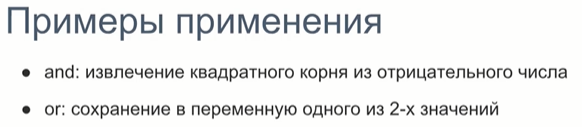 Примеры применения
● and: извлечение квадратного корня из отрицательного числа
● or: сохранение в переменную одного из 2-х значений